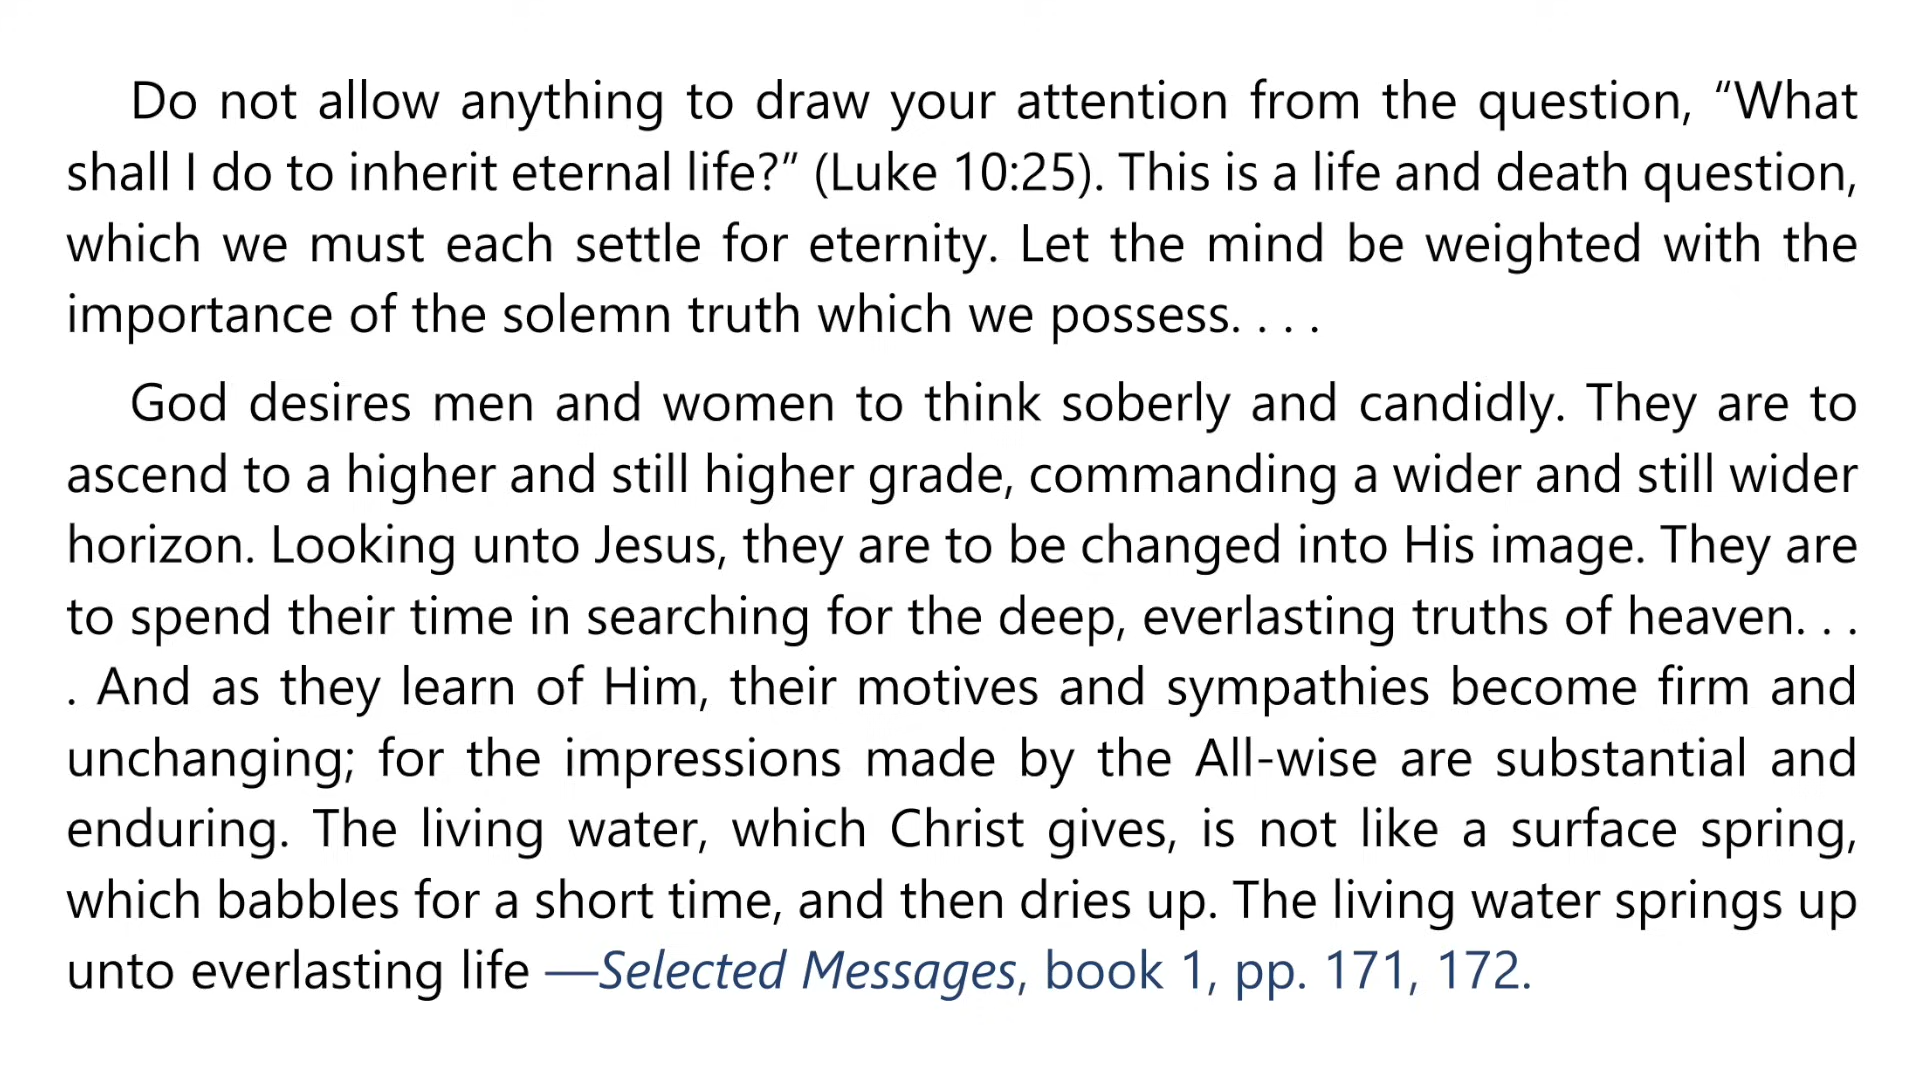 Do not allow anything to draw your attention from the question, “What
shall I do to inherit eternal life?” (Luke 10:25). This is a life and death question,
which we must each settle for eternity. Let the mind be weighted with the
importance of the solemn truth which we possess. . . .
God desires men and women to think soberly and candidly. They are to
ascend to a higher and still higher grade, commanding a wider and still wider
horizon. Looking unto Jesus, they are to be changed into His image. They are
to spend their time in searching for the deep, everlasting truths of heaven. . .
. And as they learn of Him, their motives and sympathies become firm and
unchanging; for the impressions made by the All-wise are substantial and
enduring. The living water, which Christ gives, is not like a surface spring,
which babbles for a short time, and then dries up. The living water springs up
unto everlasting life —Selected Messages, book 1, pp. 171, 172.